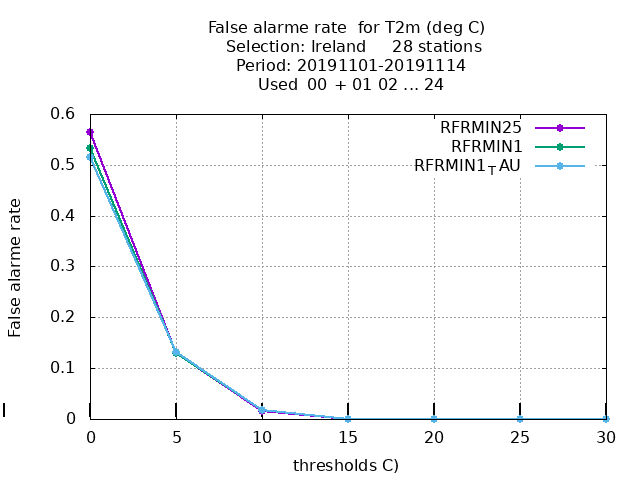 False alarme rate  for T2m (deg C)
Selection: Ireland     28 stations
Period: 20191101-20191114
Used  00 + 01 02 ... 24
0.6
0.5
0.4
0.3
0.2
0.1
0
False alarme rate
RFRMIN25
RFRMIN1
RFRMIN1TAU
0 5 10 15 20 25 30
thresholds C)